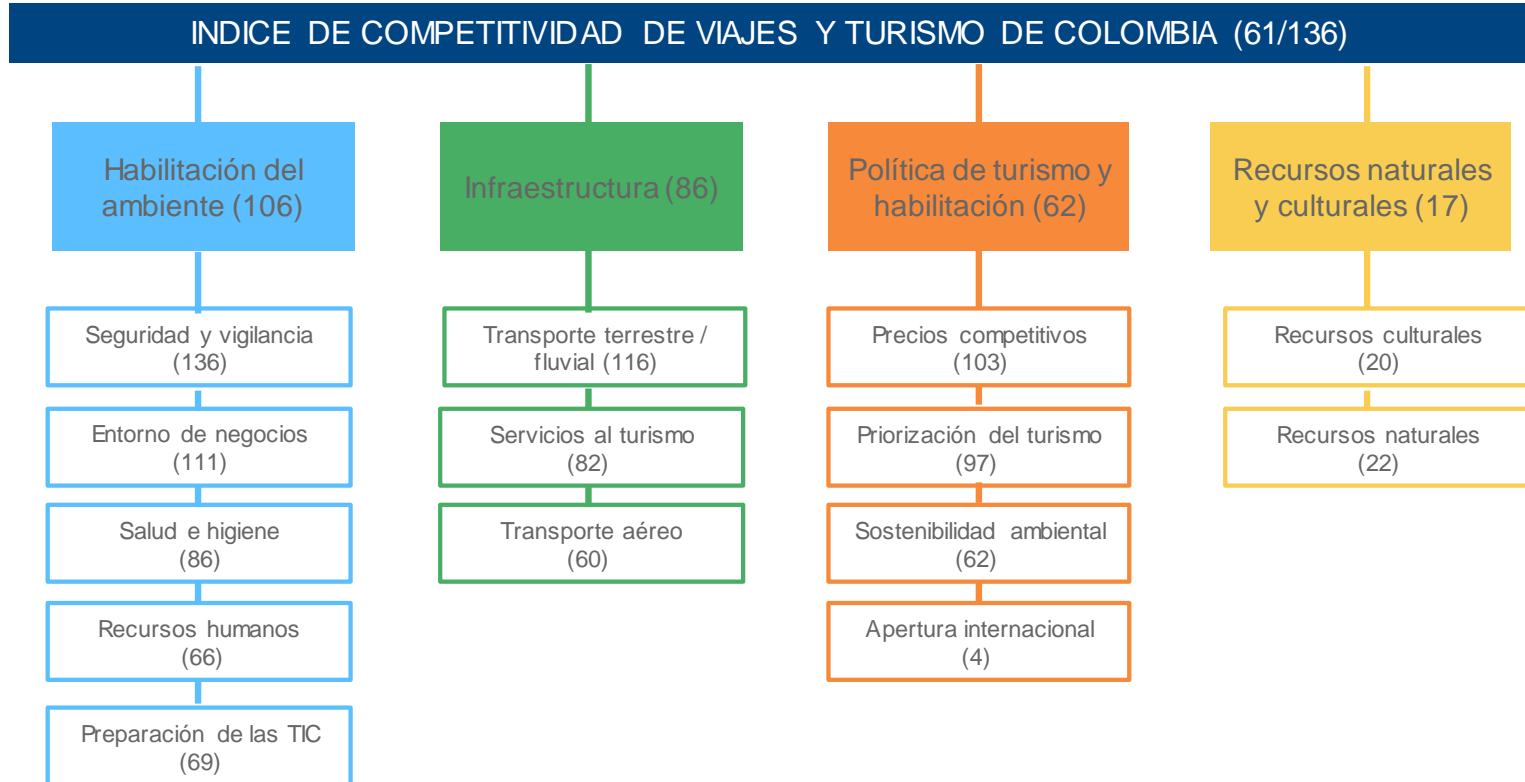 INDICE DE COMPETITIVIDAD DE VIAJES Y TURISMO DE COLOMBIA (61/136)
Habilitación del
ambiente (106)
Seguridad y vigilancia
(136)
Entorno de negocios
(111)
Salud e higiene
(86)
Recursos humanos
(66)
Preparación de las TIC
(69)
Infraestructura (86)
Transporte terrestre /
fluvial (116)
Servicios al turismo
(82)
Transporte aéreo
(60)
Política de turismo y
habilitación (62)
Precios competitivos
(103)
Priorización del turismo
(97)
Sostenibilidad ambiental
(62)
Apertura internacional
(4)
Recursos naturales
y culturales (17)
Recursos culturales
(20)
Recursos naturales
(22)